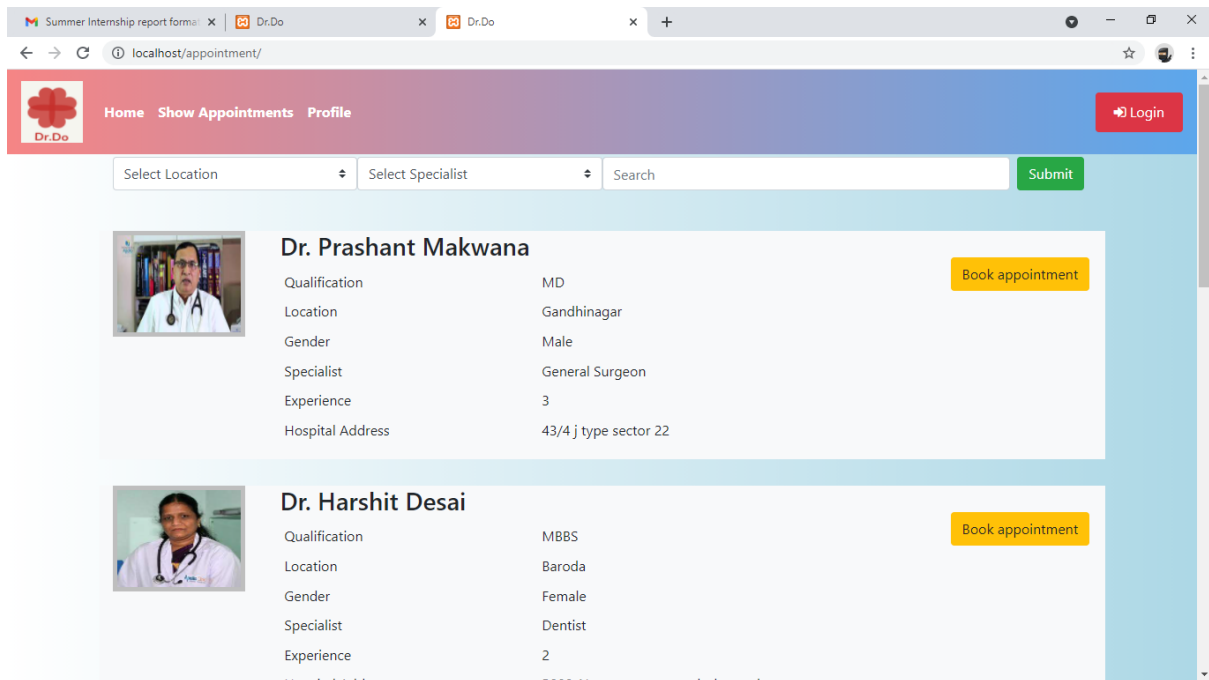 Summer Internship report forma
Dr.Do
Dr.Do
localhost/appointment/
Dr.Do
Home Show Appointments Profile
Login
Select Location Select Specialist Search Submit
Dr. Prashant Makwana
Book appointment
Qualification MD
Location Gandhinagar
Gender Male
Specialist General Surgeon
Experience 3
Hospital Address 43/4 j type sector 22
Dr. Harshit Desai
Book appointment
Qualification MBBS
Location Baroda
Gender Female
Specialist Dentist
Experience 2